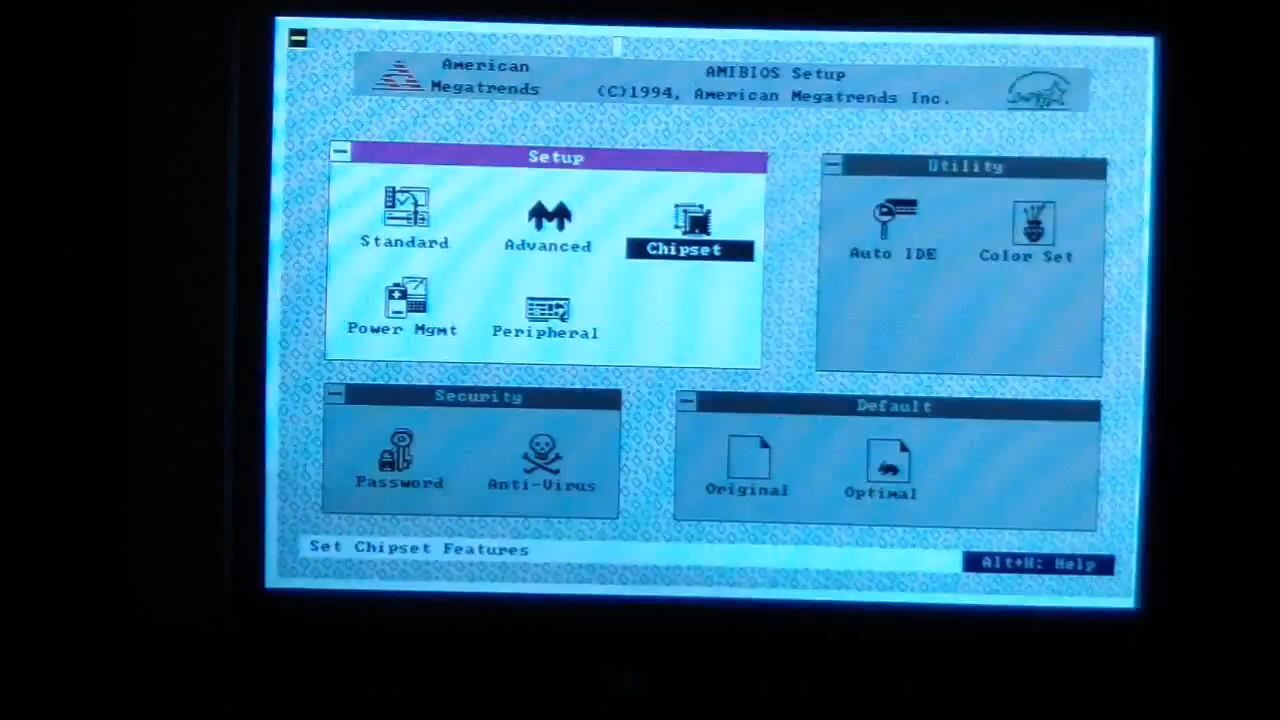 American
Megatrends
AMIBIOS Setup
(C)1994, American Megatrends Inc.
Setup
Standard
Advanced
Chipset
Power Mgmt
Peripheral
Utility
Auto IDE
Color Set
Security
Password
Anti-Virus
Default
Original
Optimal
Set Chipset Features
Alt+H: Help